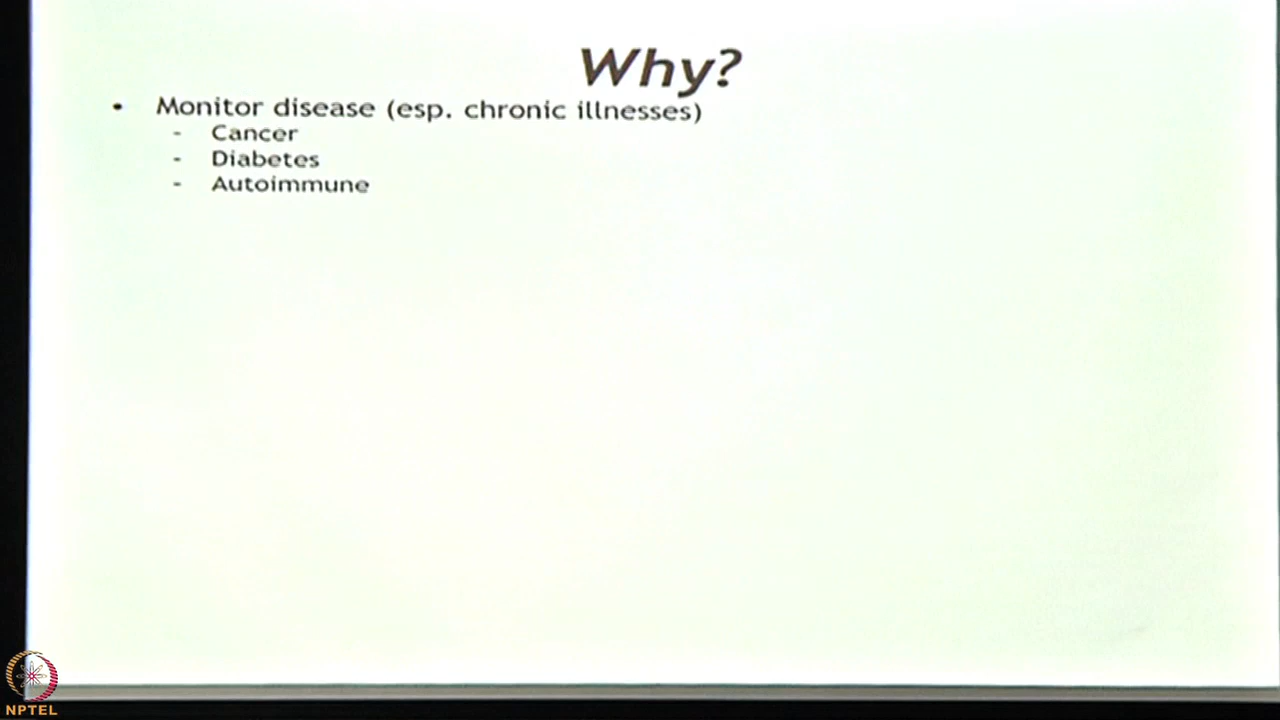 Why?
• Monitor disease (esp. chronic illnesses)
- Cancer
- Diabetes
- Autoimmune
NPTEL